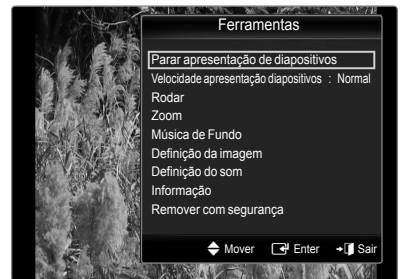 Ferramentas
Parar apresentação de diapositivos
Velocidade apresentação diapositivos : Normal
Rodar
Zoom
Música de Fundo
Definição da imagem
Definição do som
Informação
Remover com segurança
Mover Enter Sair